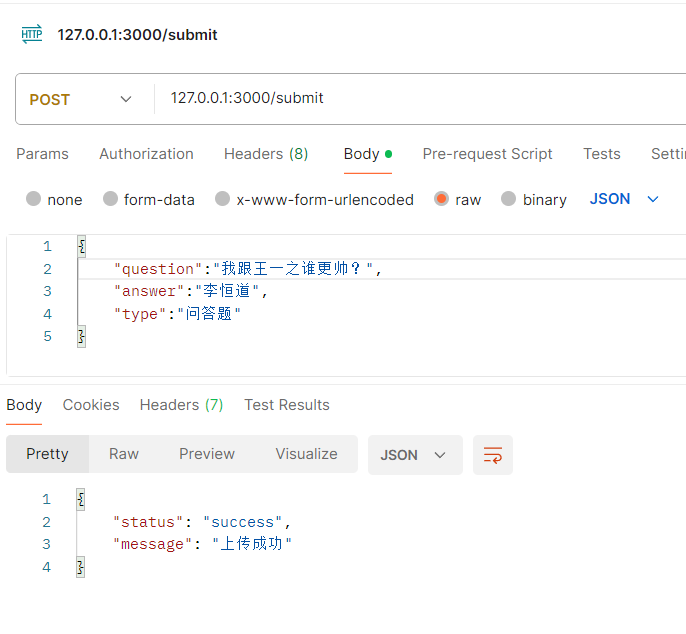 HTTP 127.0.0.1:3000/submit
POST 127.0.0.1:3000/submit
Params Authorization Headers (8) Body Pre-request Script Tests Setti
none form-data x-www-form-urlencoded raw binary JSON
1 {
2 "question":"我跟王一之谁更帅？",
3 "answer":"李恒道",
4 "type":"问答题"
5 }
Body Cookies Headers (7) Test Results
Pretty Raw Preview Visualize JSON
1 {
2 "status": "success",
3 "message": "上传成功"
4 }